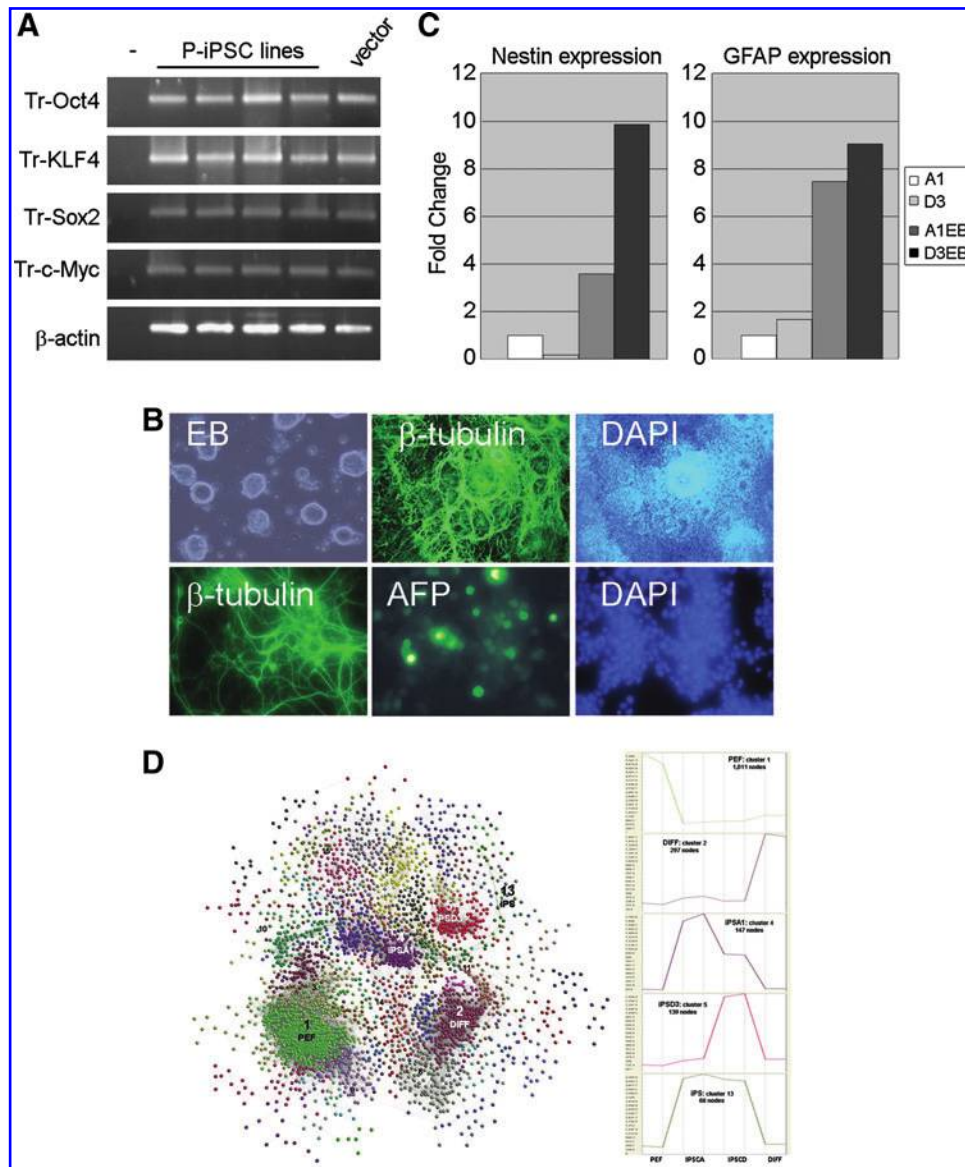 A
- P-iPSC lines vector
Tr-Oct4
Tr-KLF4
Tr-Sox2
Tr-c-Myc
β-actin
C
Nestin expression
GFAP expression
Fold Change
12
10
8
6
4
2
0
12
10
8
6
4
2
0
A1
D3
A1EB
D3EB
B
EB
β-tubulin
DAPI
β-tubulin
AFP
DAPI
D
12
13
iPS
iPSD3
10
iPSA1
11
1
PEF
2
DIFF
PEF: cluster 1
1,011 nodes
DIFF: cluster 2
297 nodes
iPSA1: cluster 4
147 nodes
iPSD3: cluster 5
IPS: cluster 13
PEF IPSCA IPSCD DIFF